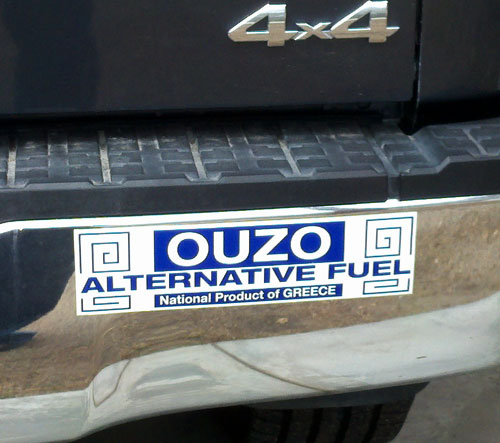 4x4
OUZO
ALTERNATIVE FUEL
National Product of GREECE